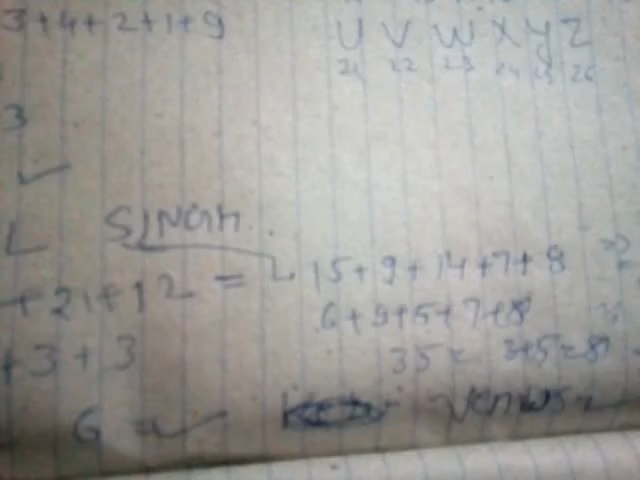 3+4+2+1+9
U V W X Y Z
21 22 23 24 25 26
3
L SINGH
+21+12 = 15+9+14+7+8
6+9+5+7+8
+3+3
35 = 3+5=8
6 =